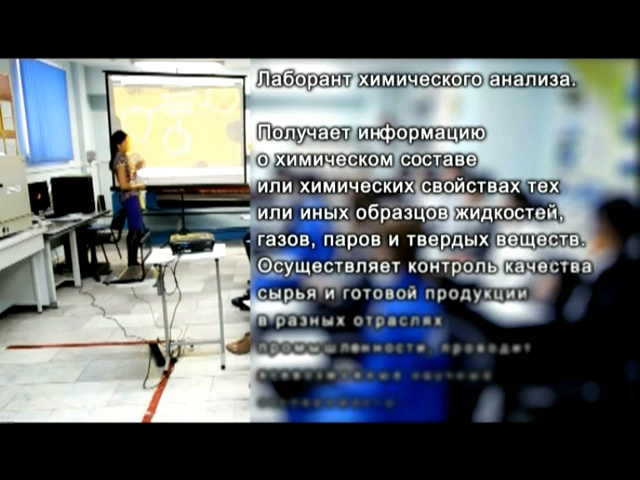 Лаборант химического анализа.
Получает информацию
о химическом составе
или химических свойствах тех
или иных образцов жидкостей,
газов, паров и твердых веществ.
Осуществляет контроль качества
сырья и готовой продукции
в разных отраслях
промышленности, проводит